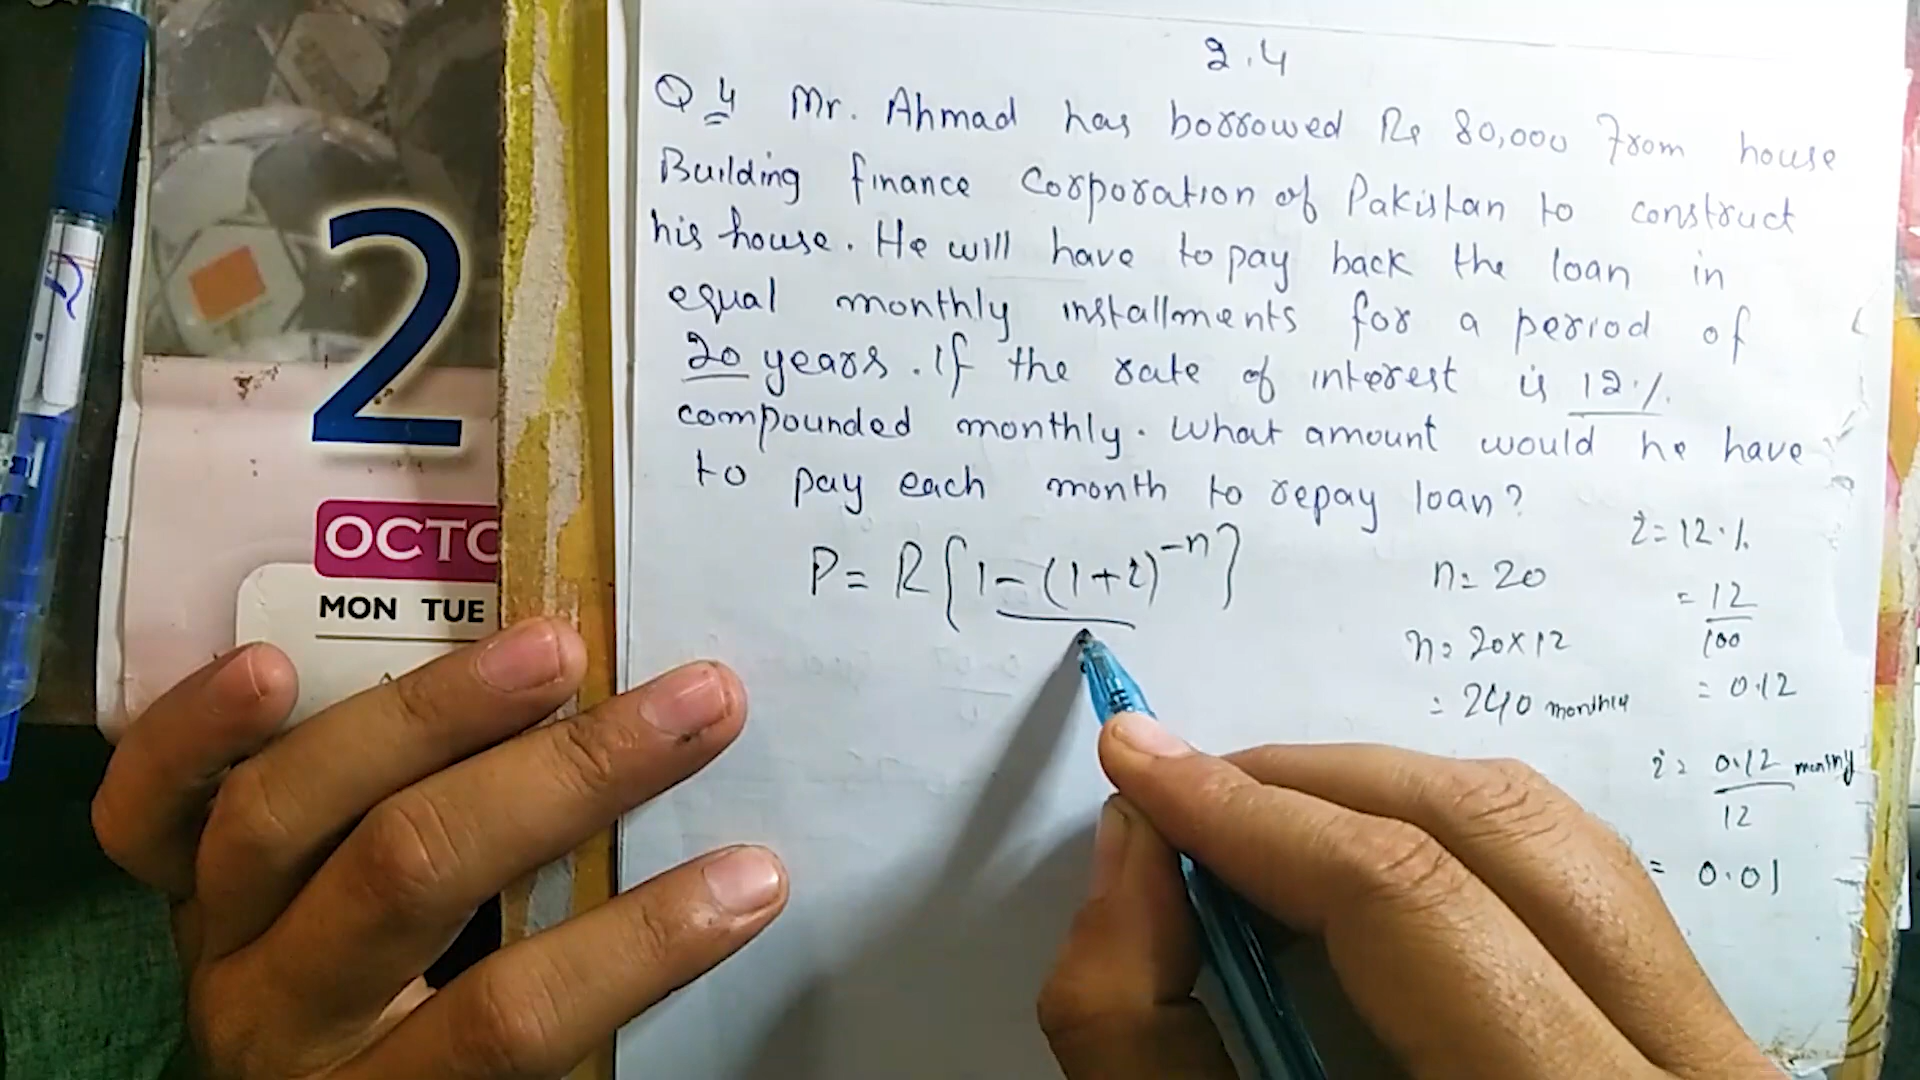 2.4
Q 4 Mr. Ahmad has borrowed Rs 80,000 From house
Building finance Corporation of Pakistan to construct
his house. He will have to pay back the loan in
equal monthly installments for a period of
20 years. If the rate of interest is 12%.
compounded monthly. What amount would he have
to pay each month to repay loan?
P = R{1-(1+i)^-n}
n = 20
n = 20x12
= 240 monthly
i = 12%
= 12
100
= 0.12
i = 0.12 monthly
12
= 0.01
2
OCTO
MON TUE